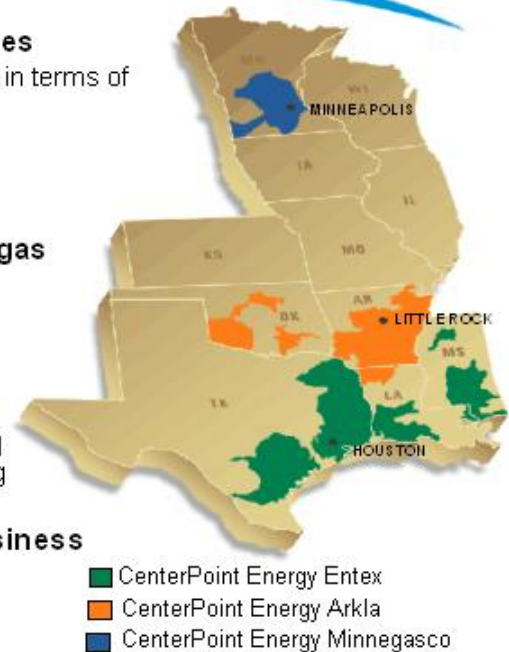 es
in terms of
MN
WI
MINNEAPOLIS
IA
IL
gas
KS
MO
AR
OK
LITTLE ROCK
MS
TX
LA
HOUSTON
g
siness
CenterPoint Energy Entex
CenterPoint Energy Arkla
CenterPoint Energy Minnegasco